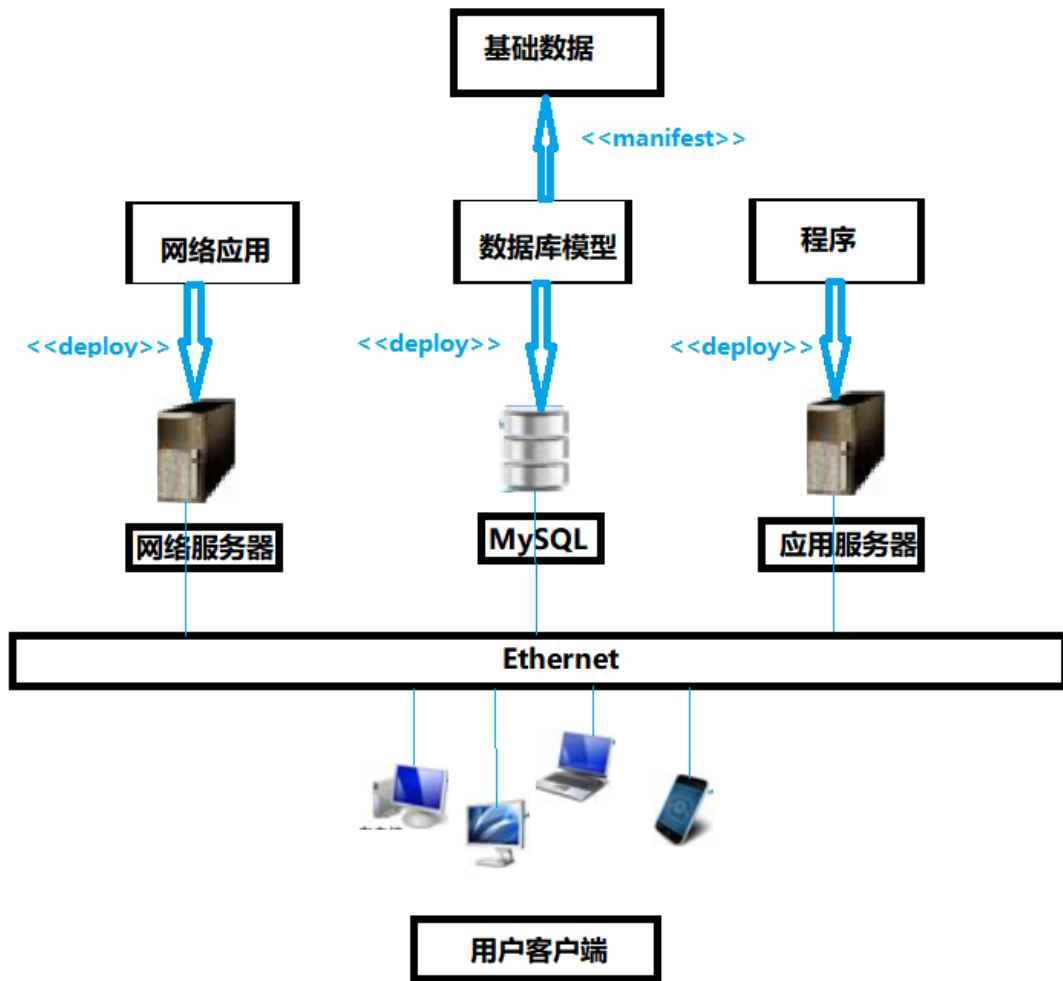 基础数据
<<manifest>>
网络应用
数据库模型
程序
<<deploy>>
<<deploy>>
<<deploy>>
网络服务器
MySQL
应用服务器
Ethernet
用户客户端